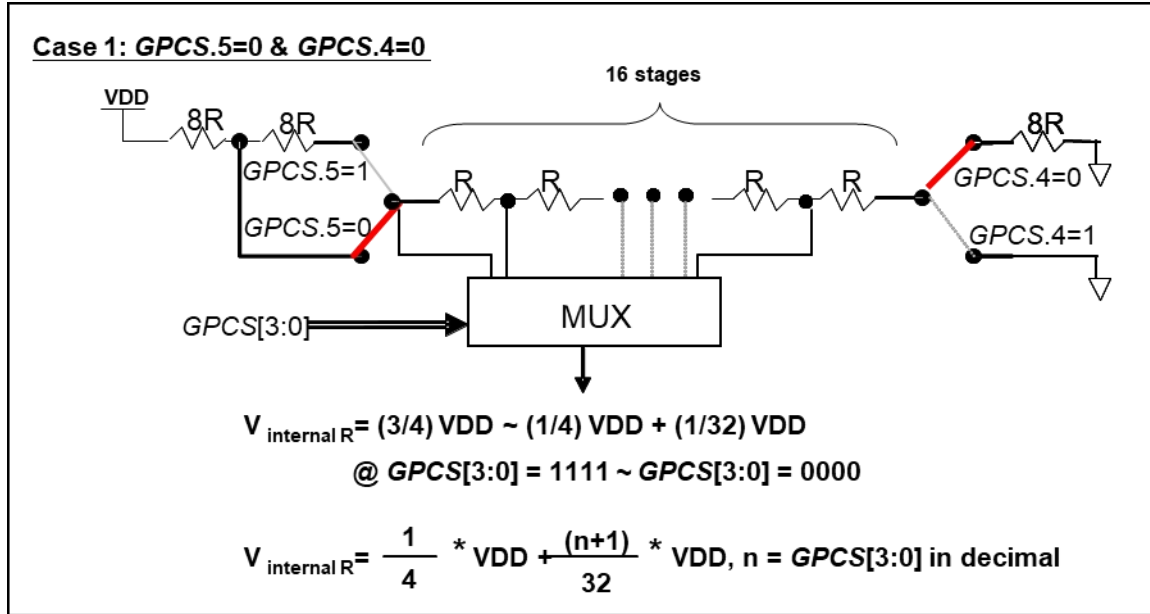 Case 1: GPCS.5=0 & GPCS.4=0
16 stages
VDD
8R 8R 8R
GPCS.5=1
R R R R
GPCS.4=0
GPCS.5=0
GPCS.4=1
MUX
GPCS[3:0]
V internal R= (3/4) VDD ~ (1/4) VDD + (1/32) VDD
@ GPCS[3:0] = 1111 ~ GPCS[3:0] = 0000
V internal R= 1/4 * VDD + (n+1)/32 * VDD, n = GPCS[3:0] in decimal